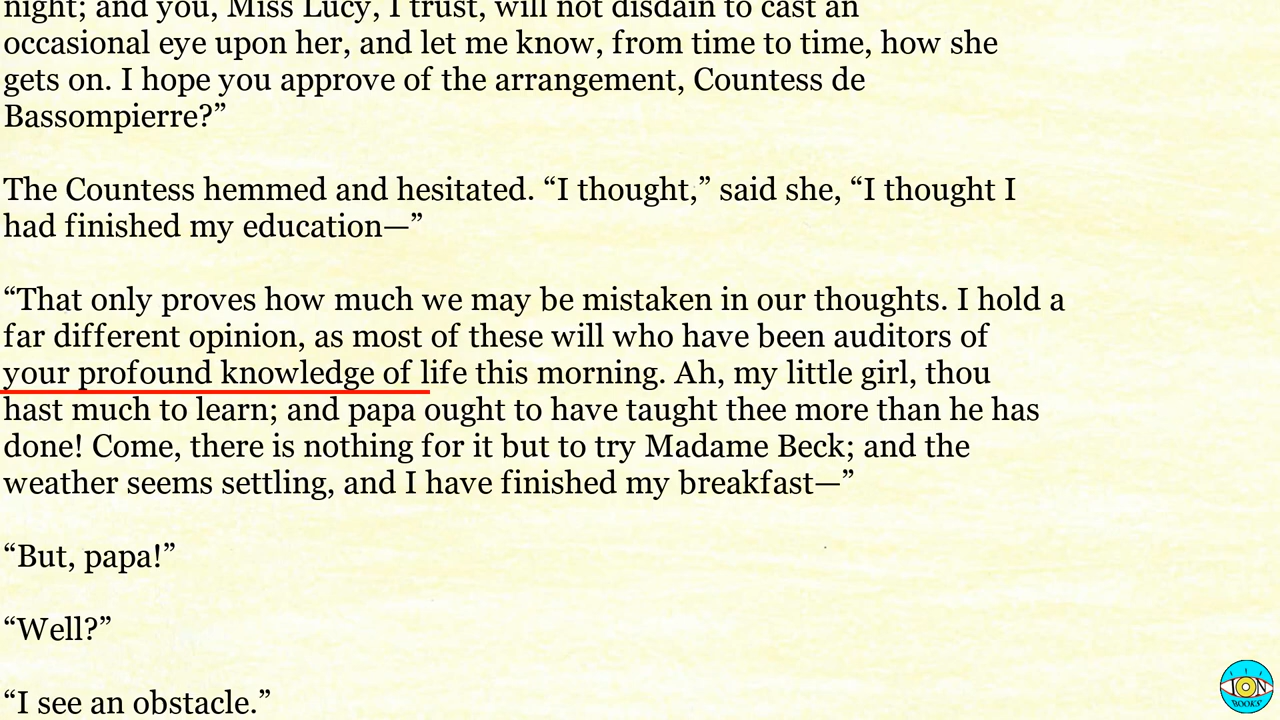 night; and you, Miss Lucy, I trust, will not disdain to cast an
occasional eye upon her, and let me know, from time to time, how she
gets on. I hope you approve of the arrangement, Countess de
Bassompierre?”
The Countess hemmed and hesitated. “I thought,” said she, “I thought I
had finished my education—”
“That only proves how much we may be mistaken in our thoughts. I hold a
far different opinion, as most of these will who have been auditors of
your profound knowledge of life this morning. Ah, my little girl, thou
hast much to learn; and papa ought to have taught thee more than he has
done! Come, there is nothing for it but to try Madame Beck; and the
weather seems settling, and I have finished my breakfast—”
“But, papa!”
“Well?”
“I see an obstacle.”
ION
BOOKS